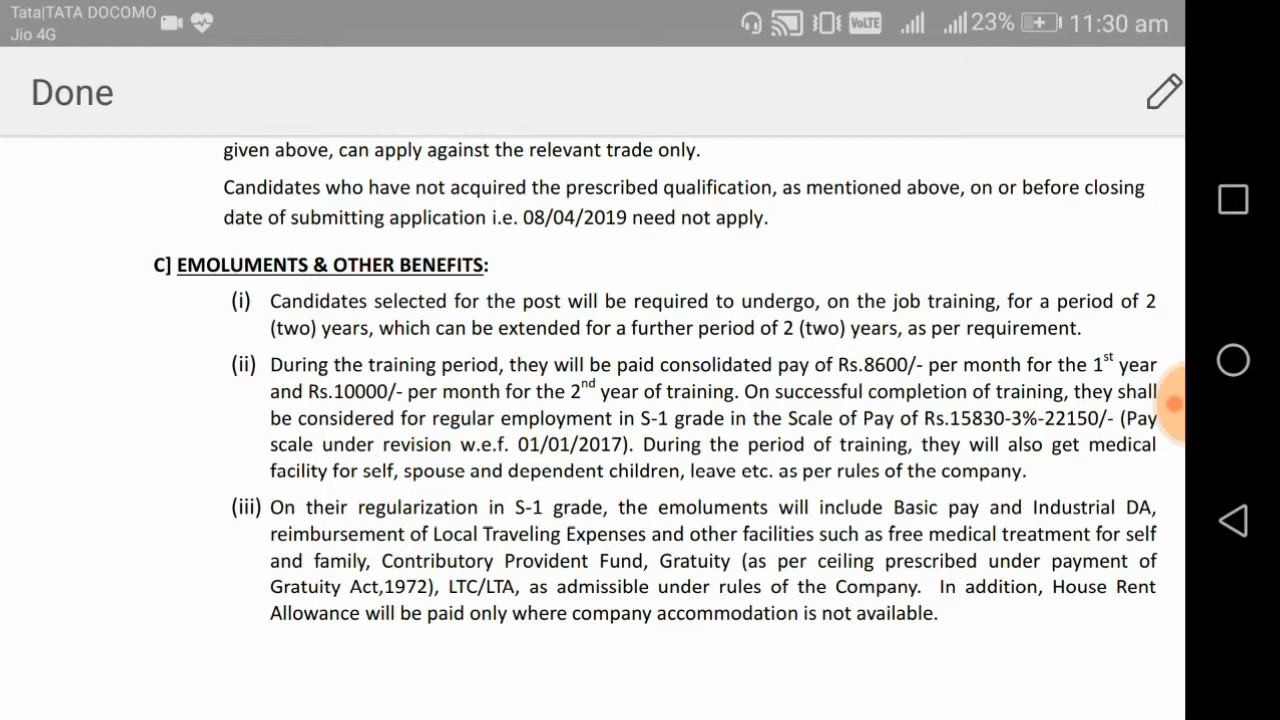 Tata|TATA DOCOMO
Jio 4G
VoLTE
23%
11:30 am
Done
given above, can apply against the relevant trade only.
Candidates who have not acquired the prescribed qualification, as mentioned above, on or before closing
date of submitting application i.e. 08/04/2019 need not apply.
C] EMOLUMENTS & OTHER BENEFITS:
(i) Candidates selected for the post will be required to undergo, on the job training, for a period of 2
(two) years, which can be extended for a further period of 2 (two) years, as per requirement.
(ii) During the training period, they will be paid consolidated pay of Rs.8600/- per month for the 1st year
and Rs.10000/- per month for the 2nd year of training. On successful completion of training, they shall
be considered for regular employment in S-1 grade in the Scale of Pay of Rs.15830-3%-22150/- (Pay
scale under revision w.e.f. 01/01/2017). During the period of training, they will also get medical
facility for self, spouse and dependent children, leave etc. as per rules of the company.
(iii) On their regularization in S-1 grade, the emoluments will include Basic pay and Industrial DA,
reimbursement of Local Traveling Expenses and other facilities such as free medical treatment for self
and family, Contributory Provident Fund, Gratuity (as per ceiling prescribed under payment of
Gratuity Act,1972), LTC/LTA, as admissible under rules of the Company. In addition, House Rent
Allowance will be paid only where company accommodation is not available.